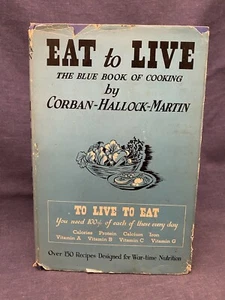 EAT to LIVE
THE BLUE BOOK OF COOKING
by
CORBAN-HALLOCK-MARTIN
TO LIVE TO EAT
You need 100% of each of these every day
Calories Protein Calcium Iron
Vitamin A Vitamin B Vitamin C Vitamin G
Over 150 Recipes Designed for War-time Nutrition